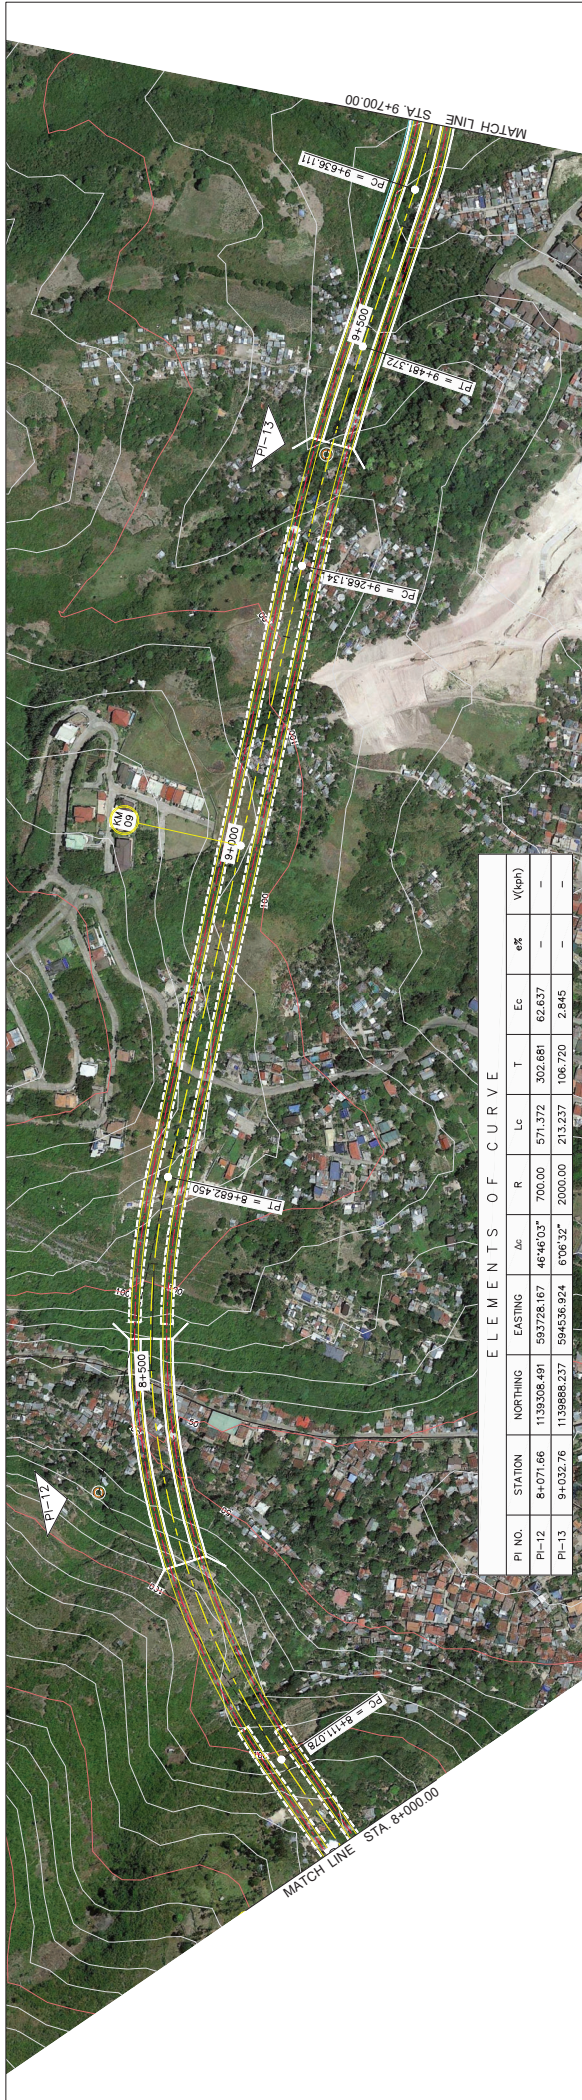 MATCH LINE STA. 8+000.00
PC = 8+111.078
PI-12
8+500
PT = 8+682.450
KM
09
9+000
PC = 9+268.134
PI-13
PT = 9+481.372
9+500
PC = 9+636.111
MATCH LINE STA. 9+700.00
50
50
100
100
100
ELEMENTS OF CURVE
PI NO. STATION NORTHING EASTING Δc R Lc T Ec e% V(kph)
PI-12 8+071.66 1139308.491 593728.167 46°46'03" 700.00 571.372 302.681 62.637 - -
PI-13 9+032.76 1139888.237 594536.924 6°06'32" 2000.00 213.237 106.720 2.845 - -